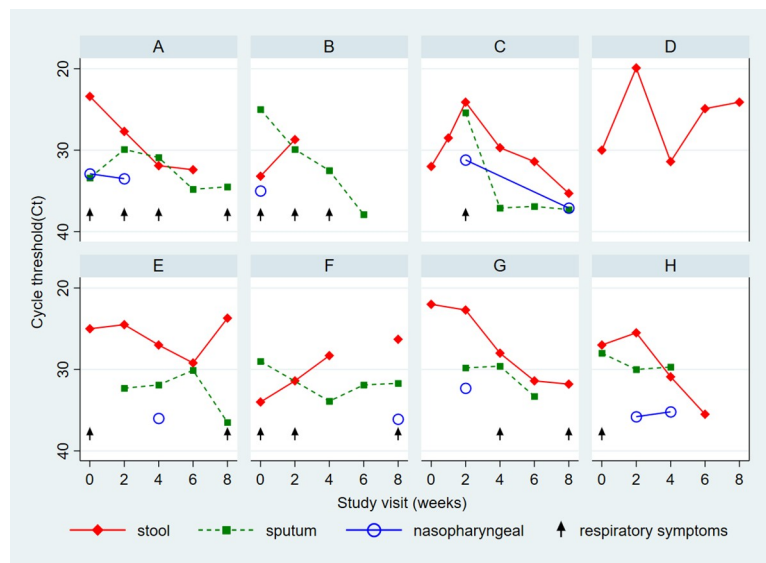 A B C D
20
30
40
Cycle threshold(Ct)
E F G H
20
30
40
0 2 4 6 8 0 2 4 6 8 0 2 4 6 8 0 2 4 6 8
Study visit (weeks)
stool sputum nasopharyngeal respiratory symptoms